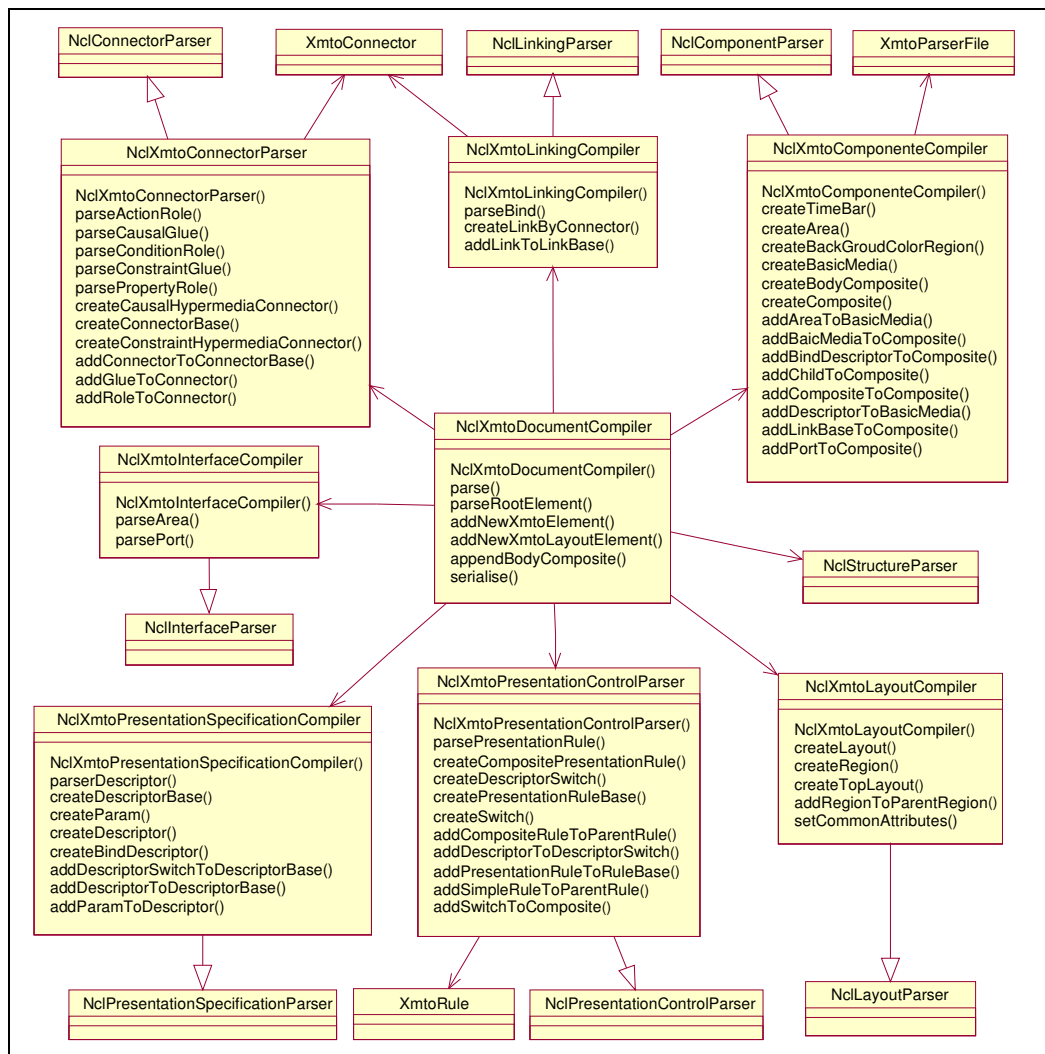 NclConnectorParser
XmtoConnector
NclLinkingParser
NclComponentParser
XmtoParserFile
NclXmtoConnectorParser
NclXmtoConnectorParser()
parseActionRole()
parseCausalGlue()
parseConditionRole()
parseConstraintGlue()
parsePropertyRole()
createCausalHypermediaConnector()
createConnectorBase()
createConstraintHypermediaConnector()
addConnectorToConnectorBase()
addGlueToConnector()
addRoleToConnector()
NclXmtoLinkingCompiler
NclXmtoLinkingCompiler()
parseBind()
createLinkByConnector()
addLinkToLinkBase()
NclXmtoComponenteCompiler
NclXmtoComponenteCompiler()
createTimeBar()
createArea()
createBackGroudColorRegion()
createBasicMedia()
createBodyComposite()
createComposite()
addAreaToBasicMedia()
addBaicMediaToComposite()
addBindDescriptorToComposite()
addChildToComposite()
addCompositeToComposite()
addDescriptorToBasicMedia()
addLinkBaseToComposite()
addPortToComposite()
NclXmtoDocumentCompiler
NclXmtoDocumentCompiler()
parse()
parseRootElement()
addNewXmtoElement()
addNewXmtoLayoutElement()
appendBodyComposite()
serialise()
NclXmtoInterfaceCompiler
NclXmtoInterfaceCompiler()
parseArea()
parsePort()
NclStructureParser
NclInterfaceParser
NclXmtoPresentationSpecificationCompiler
NclXmtoPresentationSpecificationCompiler()
parserDescriptor()
createDescriptorBase()
createParam()
createDescriptor()
createBindDescriptor()
addDescriptorSwitchToDescriptorBase()
addDescriptorToDescriptorBase()
addParamToDescriptor()
NclXmtoPresentationControlParser
NclXmtoPresentationControlParser()
parsePresentationRule()
createCompositePresentationRule()
createDescriptorSwitch()
createPresentationRuleBase()
createSwitch()
addCompositeRuleToParentRule()
addDescriptorToDescriptorSwitch()
addPresentationRuleToRuleBase()
addSimpleRuleToParentRule()
addSwitchToComposite()
NclXmtoLayoutCompiler
NclXmtoLayoutCompiler()
createLayout()
createRegion()
createTopLayout()
addRegionToParentRegion()
setCommonAttributes()
NclPresentationSpecificationParser
XmtoRule
NclPresentationControlParser
NclLayoutParser